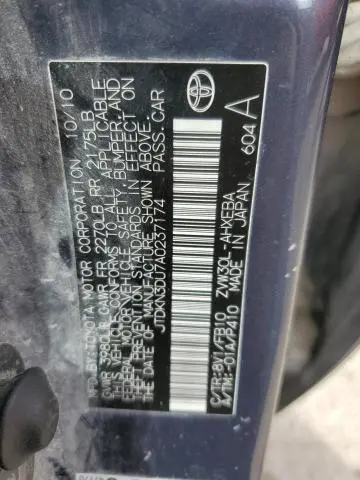 MFD. BY: TOYOTA MOTOR CORPORATION 10/10
GVWR 3980LB GAWR FR 2270LB RR 2175LB
THIS VEHICLE CONFORMS TO ALL APPLICABLE
FEDERAL MOTOR VEHICLE SAFETY, BUMPER, AND
THEFT PREVENTION STANDARDS IN EFFECT ON
THE DATE OF MANUFACTURE SHOWN ABOVE.
JTDKN3DU7A0237174 PASS. CAR
C/TR: 8V1/FB10 ZVW30L-AHXEBA
A/TM: -01A/P410 MADE IN JAPAN 604 A